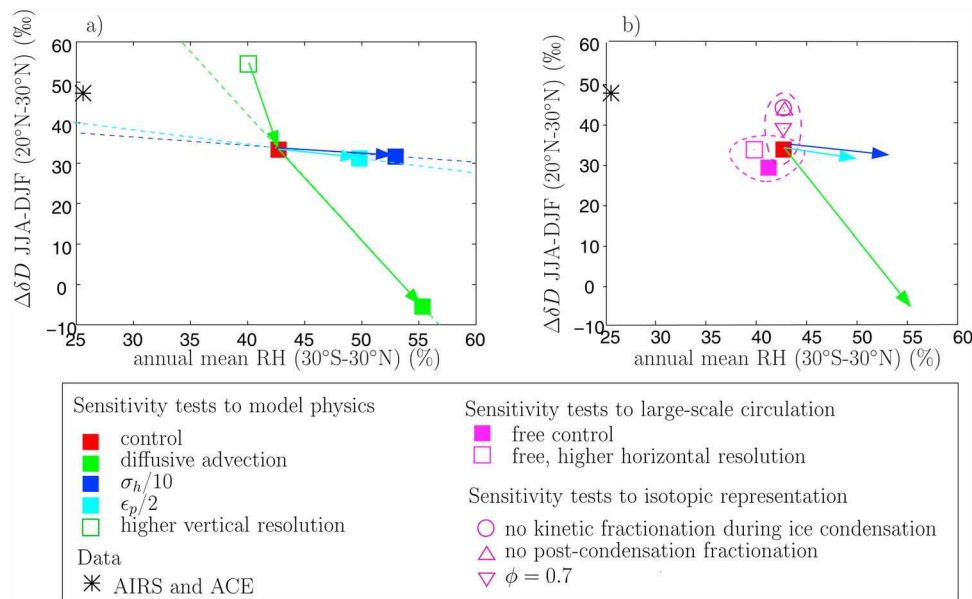 a)
ΔδD JJA-DJF (20°N-30°N) (‰)
60
50
40
30
20
10
0
−10
25 30 35 40 45 50 55 60
annual mean RH (30°S-30°N) (%)
b)
ΔδD JJA-DJF (20°N-30°N) (‰)
60
50
40
30
20
10
0
−10
25 30 35 40 45 50 55 60
annual mean RH (30°S-30°N) (%)
Sensitivity tests to model physics
control
diffusive advection
σh/10
ϵp/2
higher vertical resolution
Data
AIRS and ACE
Sensitivity tests to large-scale circulation
free control
free, higher horizontal resolution
Sensitivity tests to isotopic representation
no kinetic fractionation during ice condensation
no post-condensation fractionation
ϕ = 0.7